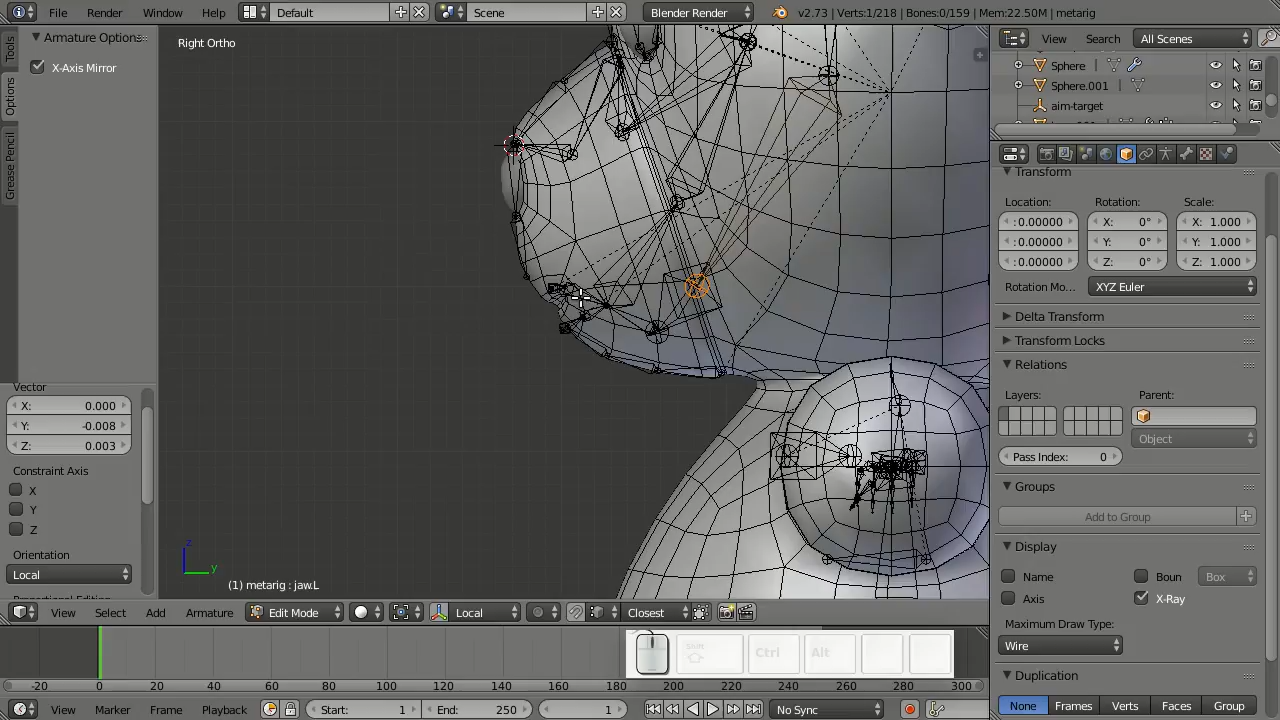 File Render Window Help Default Scene Blender Render v2.73 | Verts:1/218 | Bones:0/159 | Mem:22.50M | metarig
Armature Options
X-Axis Mirror
Tools
Options
Grease Pencil
Right Ortho
View Search All Scenes
Sphere
Sphere.001
aim-target
Transform
Location: Rotation: Scale:
:0.00000 X: 0° X: 1.000
:0.00000 Y: 0° Y: 1.000
:0.00000 Z: 0° Z: 1.000
Rotation Mo... XYZ Euler
Delta Transform
Transform Locks
Relations
Layers: Parent:
Object
Pass Index: 0
Groups
Add to Group
Display
Name Boun Box
Axis X-Ray
Maximum Draw Type:
Wire
Duplication
None Frames Verts Faces Group
Vector
X: 0.000
Y: -0.008
Z: 0.003
Constraint Axis
X
Y
Z
Orientation
Local
z
y
(1) metarig : jaw.L
View Select Add Armature Edit Mode Local Closest
Shift Ctrl Alt
-20 0 20 40 60 80 100 120 140 160 180 200 220 240 260 280 300
View Marker Frame Playback Start: 1 End: 250 1 No Sync